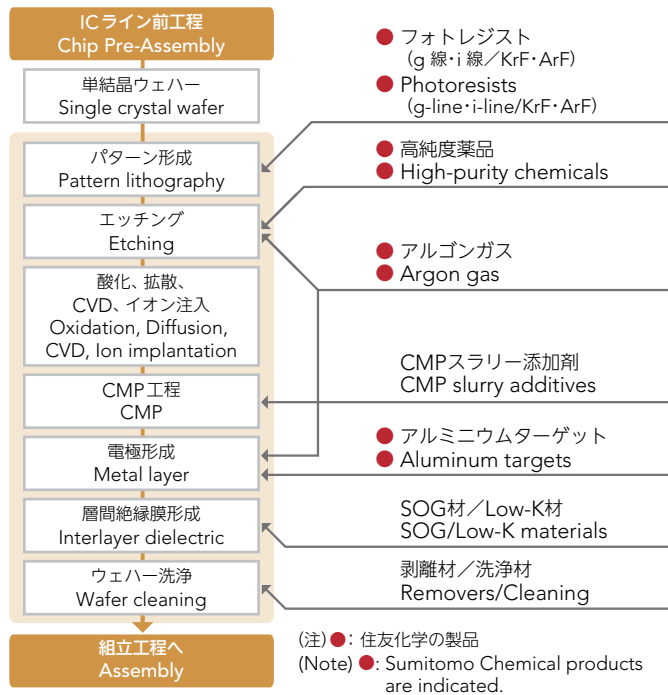 ICライン前工程
Chip Pre-Assembly
単結晶ウェハー
Single crystal wafer
パターン形成
Pattern lithography
エッチング
Etching
酸化、拡散、
CVD、イオン注入
Oxidation, Diffusion,
CVD, Ion implantation
CMP工程
CMP
電極形成
Metal layer
層間絶縁膜形成
Interlayer dielectric
ウェハー洗浄
Wafer cleaning
組立工程へ
Assembly
● フォトレジスト
(g 線・i 線/KrF・ArF)
● Photoresists
(g-line・i-line/KrF・ArF)
● 高純度薬品
● High-purity chemicals
● アルゴンガス
● Argon gas
CMPスラリー添加剤
CMP slurry additives
● アルミニウムターゲット
● Aluminum targets
SOG材/Low-K材
SOG/Low-K materials
剥離材/洗浄材
Removers/Cleaning
(注) ●: 住友化学の製品
(Note) ●: Sumitomo Chemical products
are indicated.